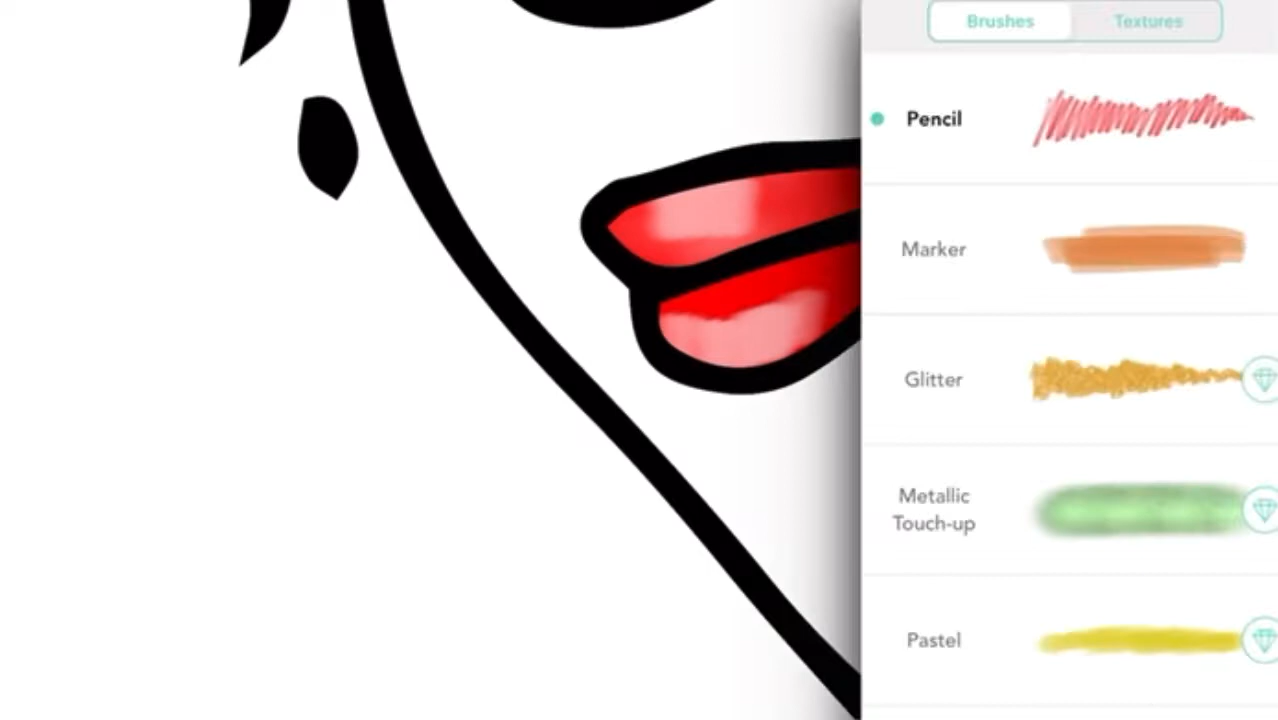 Brushes
Textures
Pencil
Marker
Glitter
Metallic
Touch-up
Pastel